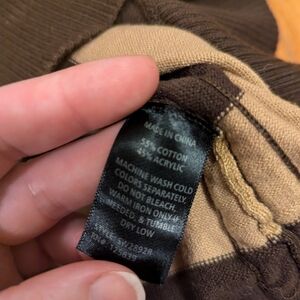 MADE IN CHINA
55% COTTON
45% ACRYLIC
MACHINE WASH COLD
COLORS SEPARATELY,
DO NOT BLEACH,
WARM IRON ONLY IF
NEEDED, & TUMBLE
DRY LOW